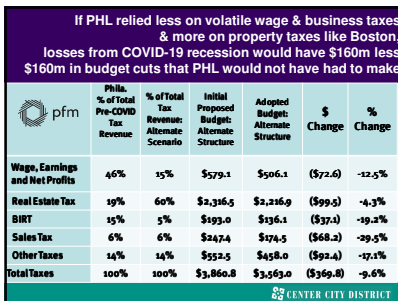 If PHL relied less on volatile wage & business taxes
& more on property taxes like Boston,
losses from COVID-19 recession would have $160m less
$160m in budget cuts that PHL would not have had to make
pfm
Phila. % of Total Pre-COVID Tax Revenue | % of Total Tax Revenue: Alternate Scenario | Initial Proposed Budget: Alternate Structure | Adopted Budget: Alternate Structure | $ Change | % Change
Wage, Earnings and Net Profits 46% 15% $579.1 $506.1 ($72.6) -12.5%
Real Estate Tax 19% 60% $2,316.5 $2,216.9 ($99.5) -4.3%
BIRT 15% 5% $193.0 $136.1 ($37.1) -19.2%
Sales Tax 6% 6% $247.4 $174.5 ($68.2) -29.5%
Other Taxes 14% 14% $552.5 $458.0 ($92.4) -17.1%
Total Taxes 100% 100% $3,860.8 $3,563.0 ($369.8) -9.6%
CENTER CITY DISTRICT